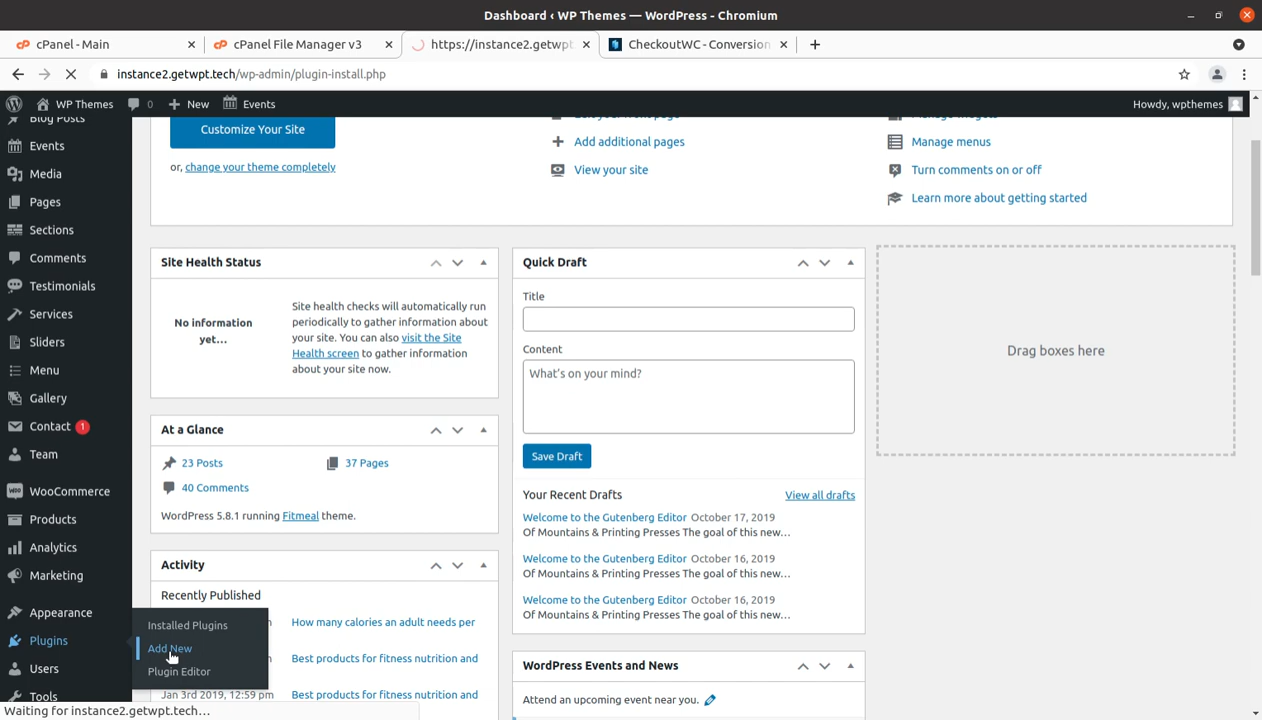 Dashboard ‹ WP Themes — WordPress - Chromium
cPanel - Main
cPanel File Manager v3
https://instance2.getwpt
CheckoutWC - Conversion
instance2.getwpt.tech/wp-admin/plugin-install.php
WP Themes
0
New
Events
Howdy, wpthemes
Blog Posts
Events
Media
Pages
Sections
Comments
Testimonials
Services
Sliders
Menu
Gallery
Contact 1
Team
WooCommerce
Products
Analytics
Marketing
Appearance
Plugins
Users
Tools
Installed Plugins
Add New
Plugin Editor
Customize Your Site
or, change your theme completely
Add additional pages
View your site
Manage menus
Turn comments on or off
Learn more about getting started
Site Health Status
No information
yet...
Site health checks will automatically run
periodically to gather information about
your site. You can also visit the Site
Health screen to gather information
about your site now.
At a Glance
23 Posts
37 Pages
40 Comments
WordPress 5.8.1 running Fitmeal theme.
Activity
Recently Published
How many calories an adult needs per
Best products for fitness nutrition and
Jan 3rd 2019, 12:59 pm
Best products for fitness nutrition and
Quick Draft
Title
Content
What's on your mind?
Save Draft
Your Recent Drafts
View all drafts
Welcome to the Gutenberg Editor October 17, 2019
Of Mountains & Printing Presses The goal of this new...
Welcome to the Gutenberg Editor October 16, 2019
Of Mountains & Printing Presses The goal of this new...
Welcome to the Gutenberg Editor October 16, 2019
Of Mountains & Printing Presses The goal of this new...
WordPress Events and News
Attend an upcoming event near you.
Drag boxes here
Waiting for instance2.getwpt.tech...